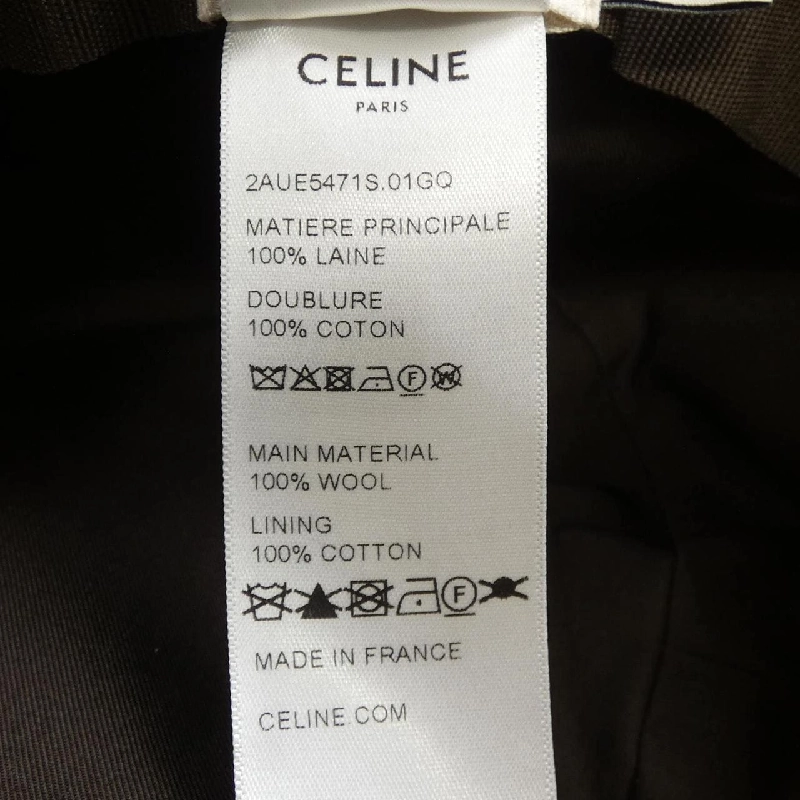 CELINE
PARIS
2AUE5471S.01GQ
MATIERE PRINCIPALE
100% LAINE
DOUBLURE
100% COTON
MAIN MATERIAL
100% WOOL
LINING
100% COTTON
MADE IN FRANCE
CELINE.COM